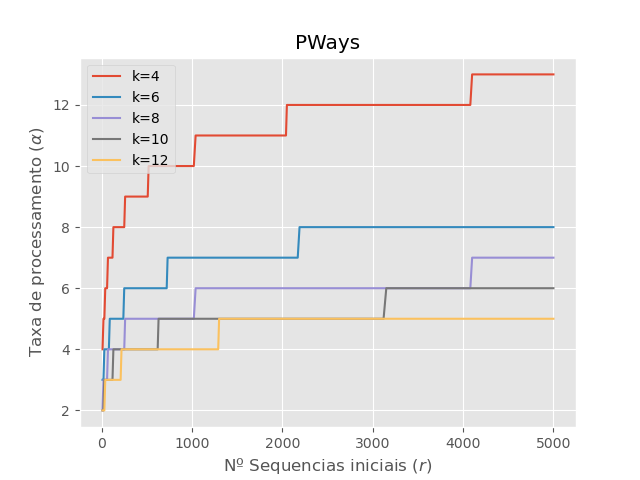 PWays
k=4
k=6
k=8
k=10
k=12
Taxa de processamento (α)
12
10
8
6
4
2
0 1000 2000 3000 4000 5000
Nº Sequencias iniciais (r)